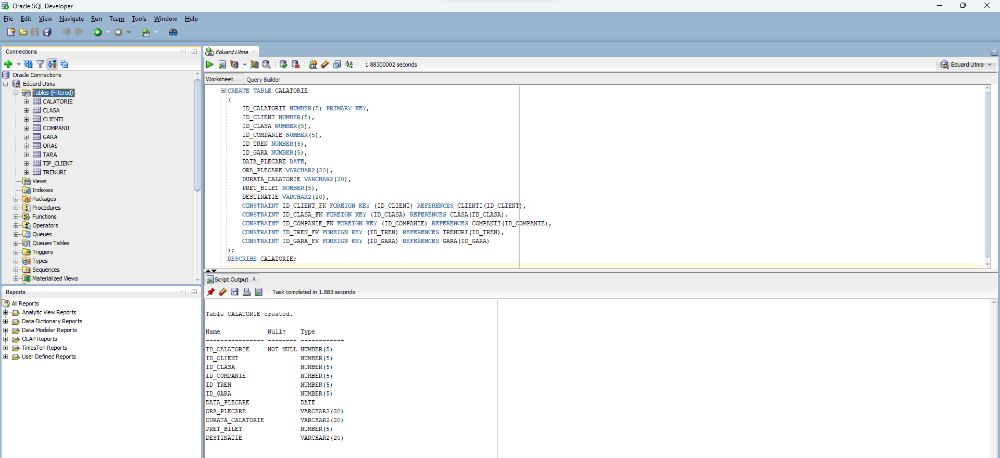 Oracle SQL Developer
File Edit View Navigate Run Team Tools Window Help
Connections
Oracle Connections
Eduard Utma
Tables (Filtered)
CALATORIE
CLASA
CLIENTI
COMPANII
GARA
ORAS
TARA
TIP_CLIENT
TRENURI
Views
Indexes
Packages
Procedures
Functions
Operators
Queues
Queues Tables
Triggers
Types
Sequences
Materialized Views
Reports
All Reports
Analytic View Reports
Data Dictionary Reports
Data Modeler Reports
OLAP Reports
TimesTen Reports
User Defined Reports
Eduard Utma
1.88300002 seconds
Eduard Utma
Worksheet Query Builder
CREATE TABLE CALATORIE
(
ID_CALATORIE NUMBER(5) PRIMARY KEY,
ID_CLIENT NUMBER(5),
ID_CLASA NUMBER(5),
ID_COMPANIE NUMBER(5),
ID_TREN NUMBER(5),
ID_GARA NUMBER(5),
DATA_PLECARE DATE,
ORA_PLECARE VARCHAR2(20),
DURATA_CALATORIE VARCHAR2(20),
PRET_BILET NUMBER(5),
DESTINATIE VARCHAR2(20),
CONSTRAINT ID_CLIENT_FK FOREIGN KEY (ID_CLIENT) REFERENCES CLIENTI(ID_CLIENT),
CONSTRAINT ID_CLASA_FK FOREIGN KEY (ID_CLASA) REFERENCES CLASA(ID_CLASA),
CONSTRAINT ID_COMPANIE_FK FOREIGN KEY (ID_COMPANIE) REFERENCES COMPANII(ID_COMPANIE),
CONSTRAINT ID_TREN_FK FOREIGN KEY (ID_TREN) REFERENCES TRENURI(ID_TREN),
CONSTRAINT ID_GARA_FK FOREIGN KEY (ID_GARA) REFERENCES GARA(ID_GARA)
);
DESCRIBE CALATORIE;
Script Output
Task completed in 1.883 seconds
Table CALATORIE created.
Name Null? Type
---------------- -------- ------------
ID_CALATORIE NOT NULL NUMBER(5)
ID_CLIENT NUMBER(5)
ID_CLASA NUMBER(5)
ID_COMPANIE NUMBER(5)
ID_TREN NUMBER(5)
ID_GARA NUMBER(5)
DATA_PLECARE DATE
ORA_PLECARE VARCHAR2(20)
DURATA_CALATORIE VARCHAR2(20)
PRET_BILET NUMBER(5)
DESTINATIE VARCHAR2(20)